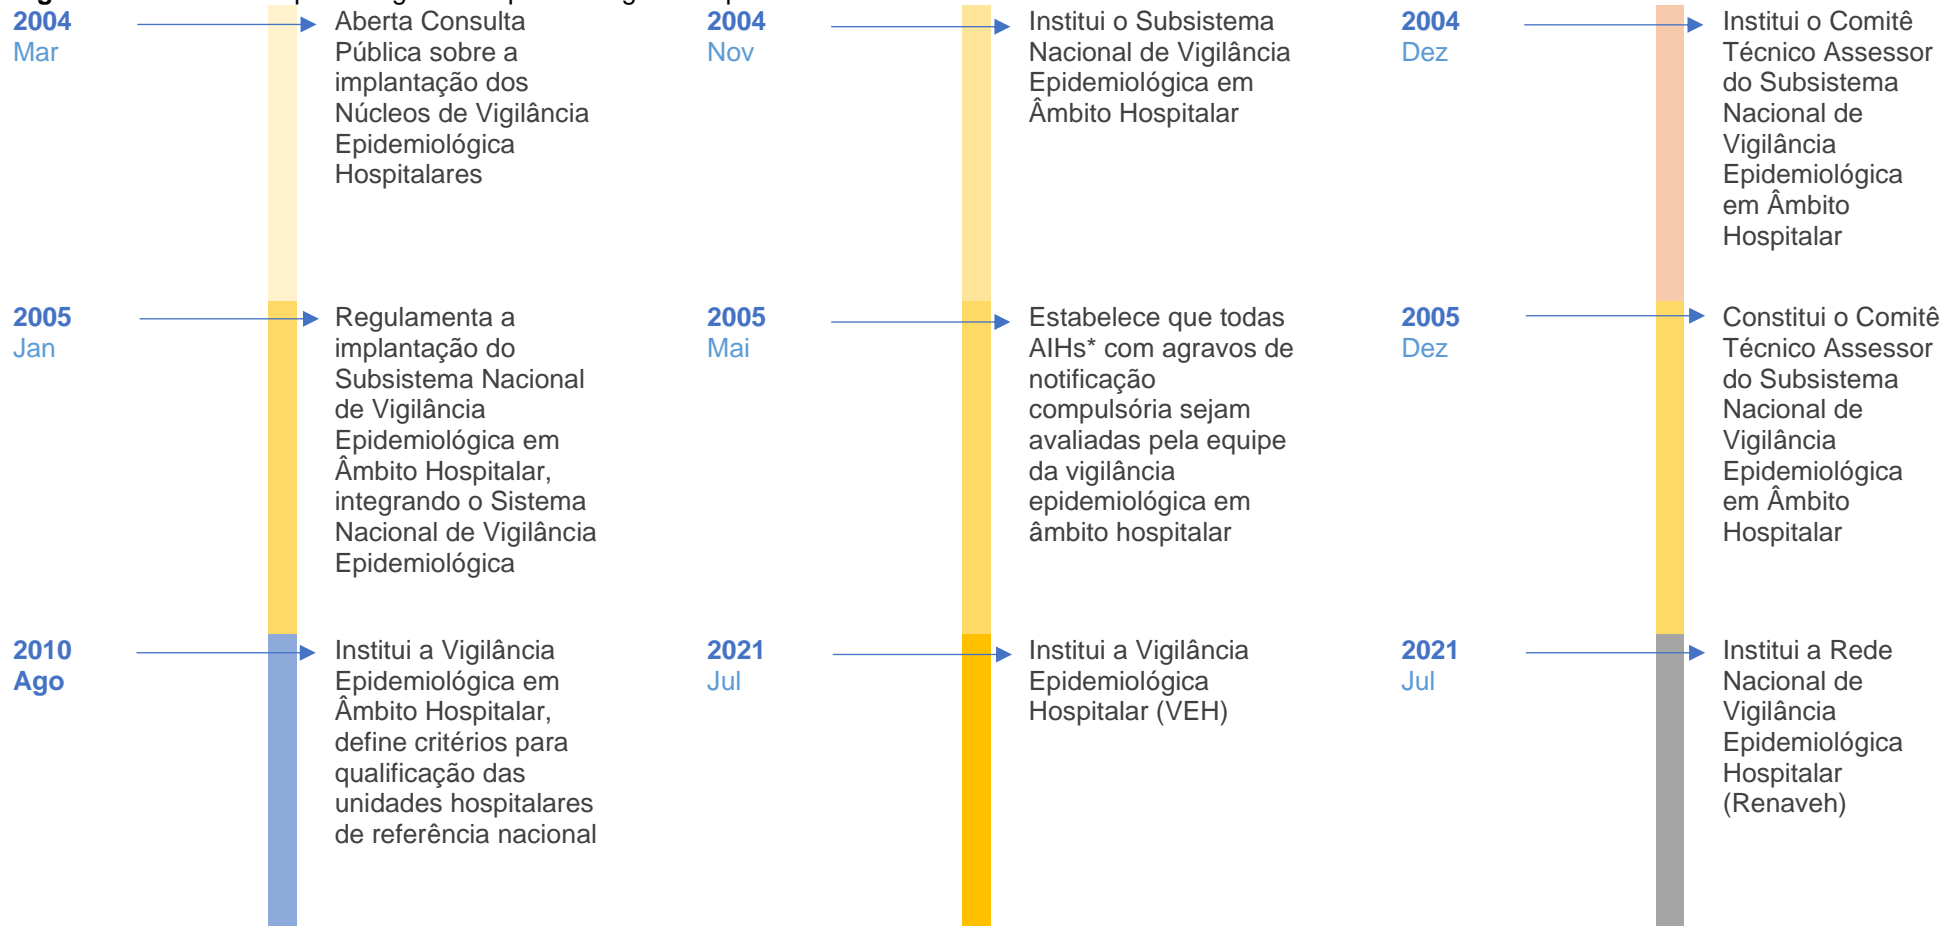 2004
Mar
Aberta Consulta
Pública sobre a
implantação dos
Núcleos de Vigilância
Epidemiológica
Hospitalares
2004
Nov
Institui o Subsistema
Nacional de Vigilância
Epidemiológica em
Âmbito Hospitalar
2004
Dez
Institui o Comitê
Técnico Assessor
do Subsistema
Nacional de
Vigilância
Epidemiológica
em Âmbito
Hospitalar
2005
Jan
Regulamenta a
implantação do
Subsistema Nacional
de Vigilância
Epidemiológica em
Âmbito Hospitalar,
integrando o Sistema
Nacional de Vigilância
Epidemiológica
2005
Mai
Estabelece que todas
AIHs* com agravos de
notificação
compulsória sejam
avaliadas pela equipe
da vigilância
epidemiológica em
âmbito hospitalar
2005
Dez
Constitui o Comitê
Técnico Assessor
do Subsistema
Nacional de
Vigilância
Epidemiológica
em Âmbito
Hospitalar
2010
Ago
Institui a Vigilância
Epidemiológica em
Âmbito Hospitalar,
define critérios para
qualificação das
unidades hospitalares
de referência nacional
2021
Jul
Institui a Vigilância
Epidemiológica
Hospitalar (VEH)
2021
Jul
Institui a Rede
Nacional de
Vigilância
Epidemiológica
Hospitalar
(Renaveh)